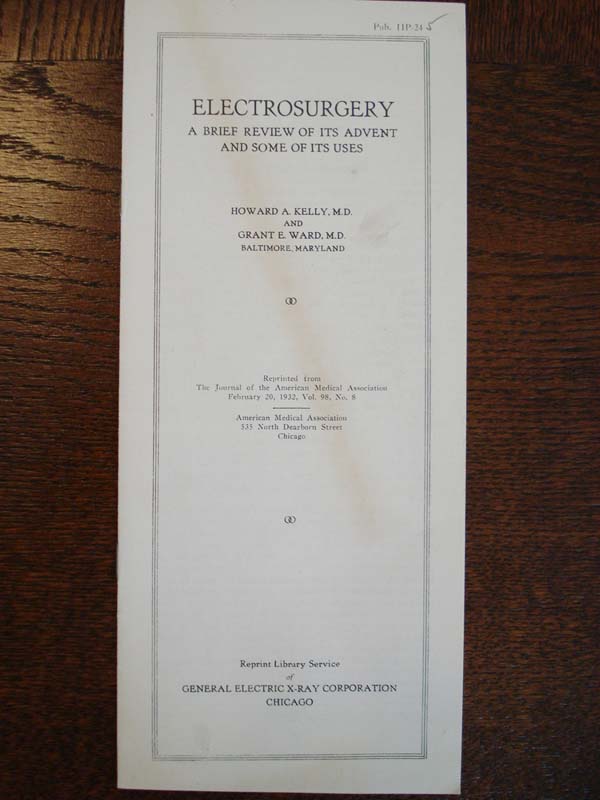 Pub. 11P-24 5
ELECTROSURGERY
A BRIEF REVIEW OF ITS ADVENT
AND SOME OF ITS USES
HOWARD A. KELLY, M.D.
AND
GRANT E. WARD, M.D.
BALTIMORE, MARYLAND
Reprinted from
The Journal of the American Medical Association
February 20, 1932, Vol. 98, No. 8
American Medical Association
535 North Dearborn Street
Chicago
Reprint Library Service
of
GENERAL ELECTRIC X-RAY CORPORATION
CHICAGO